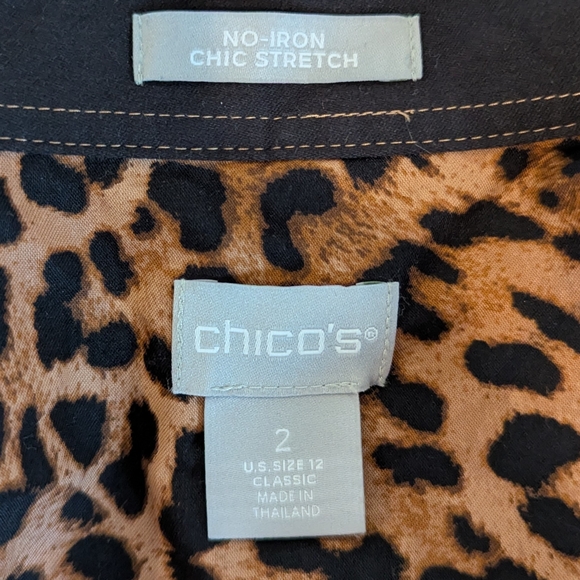 NO-IRON
CHIC STRETCH
chico's©
2
U.S. SIZE 12
CLASSIC
MADE IN
THAILAND